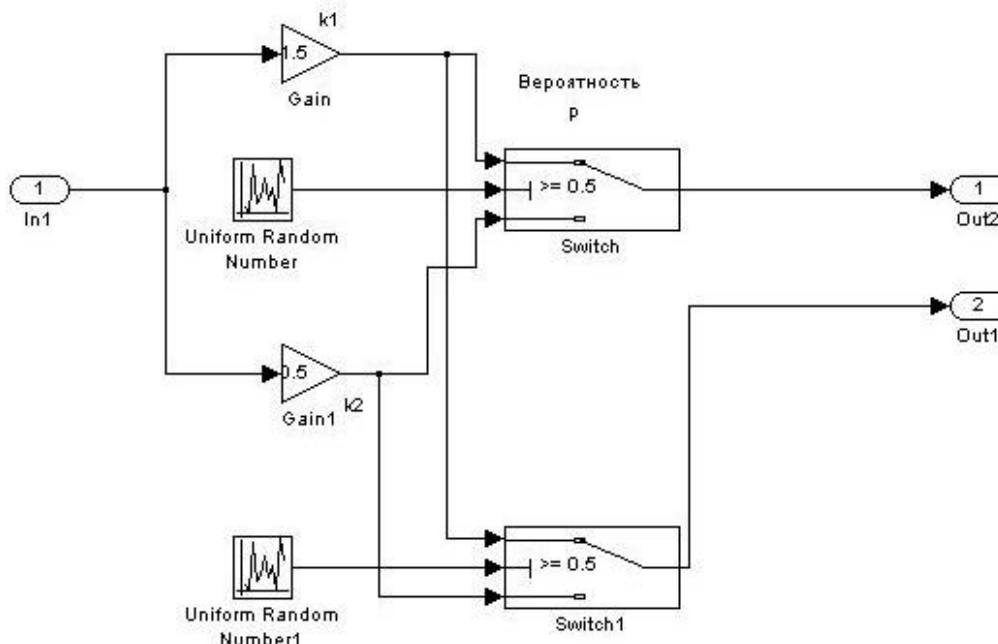 k1
1.5
Gain
Вероятность
p
1
In1
>= 0.5
Uniform Random
Number
Switch
1
Out2
2
Out1
0.5
Gain1
k2
>= 0.5
Uniform Random
Number1
Switch1